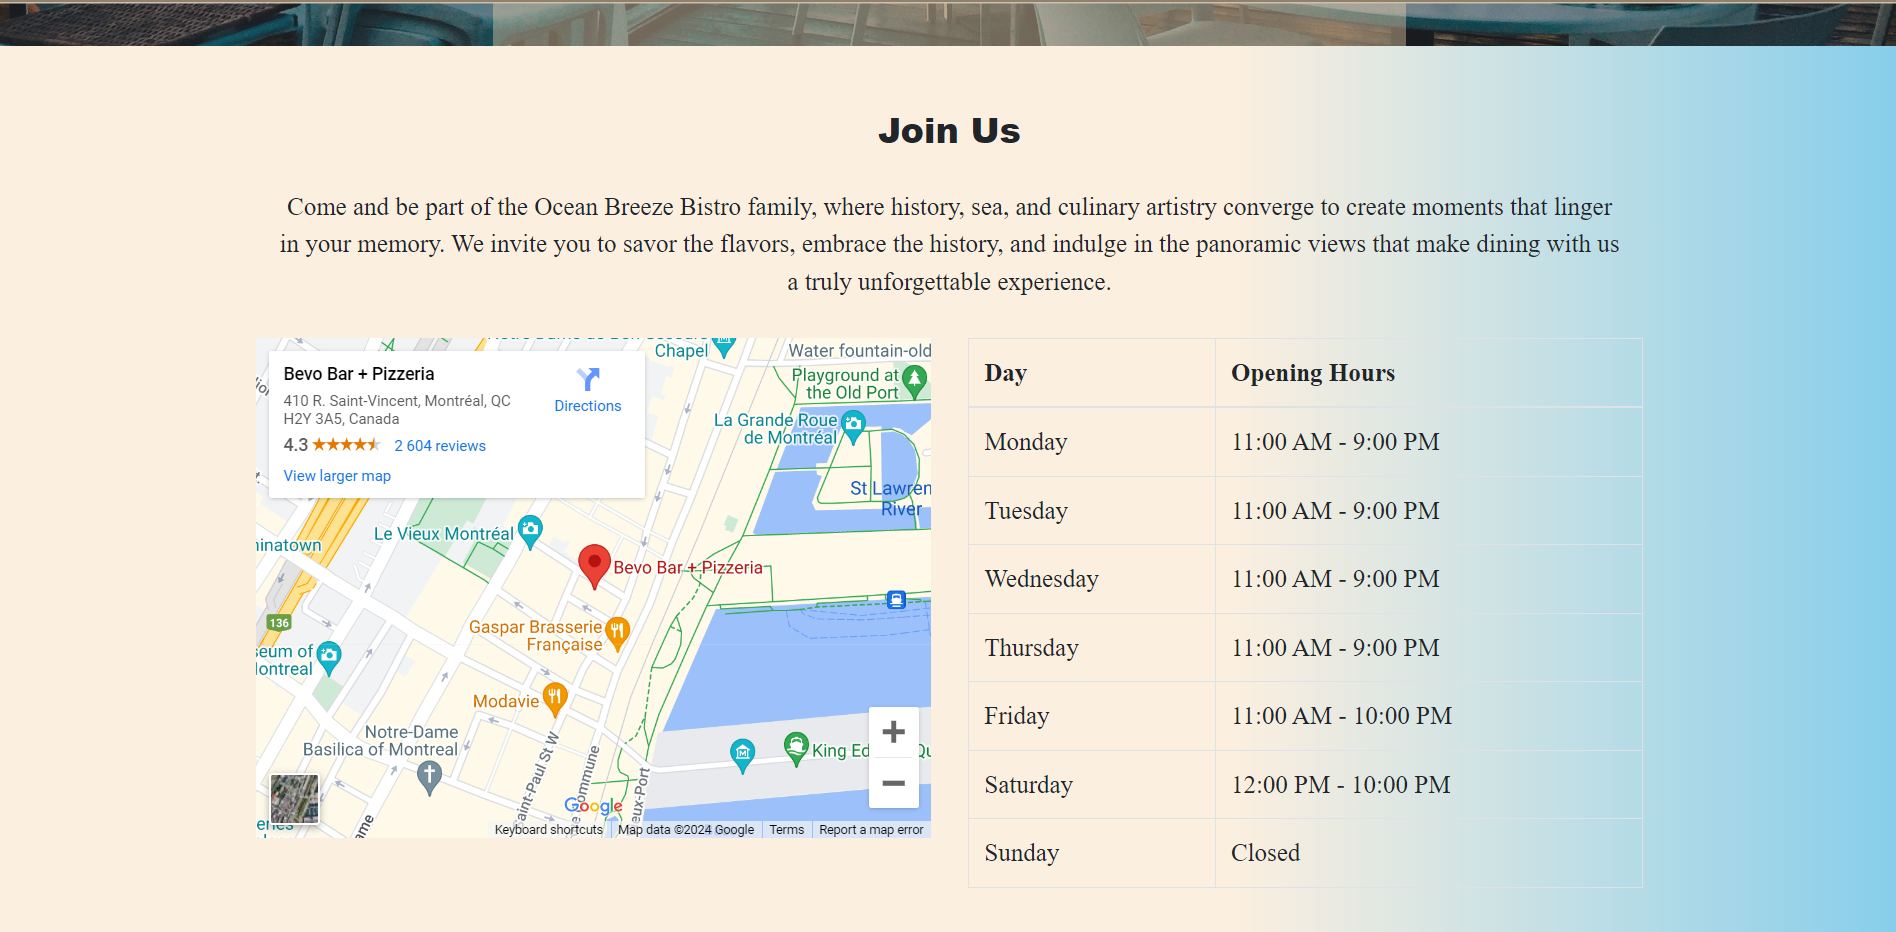 Join Us
Come and be part of the Ocean Breeze Bistro family, where history, sea, and culinary artistry converge to create moments that linger
in your memory. We invite you to savor the flavors, embrace the history, and indulge in the panoramic views that make dining with us
a truly unforgettable experience.
Bevo Bar + Pizzeria
410 R. Saint-Vincent, Montréal, QC
H2Y 3A5, Canada
4.3
2 604 reviews
View larger map
Directions
Chapel
Water fountain-old
Playground at
the Old Port
La Grande Roue
de Montréal
St Lawren
River
Le Vieux Montréal
inatown
Bevo Bar + Pizzeria
136
Gaspar Brasserie
Française
seum of
ontreal
Modavie
Notre-Dame
Basilica of Montreal
King Ed
Qu
aint-Paul St W
ommune
eux-Port
ame
Google
Keyboard shortcuts
Map data ©2024 Google
Terms
Report a map error
Day Opening Hours
Monday 11:00 AM - 9:00 PM
Tuesday 11:00 AM - 9:00 PM
Wednesday 11:00 AM - 9:00 PM
Thursday 11:00 AM - 9:00 PM
Friday 11:00 AM - 10:00 PM
Saturday 12:00 PM - 10:00 PM
Sunday Closed